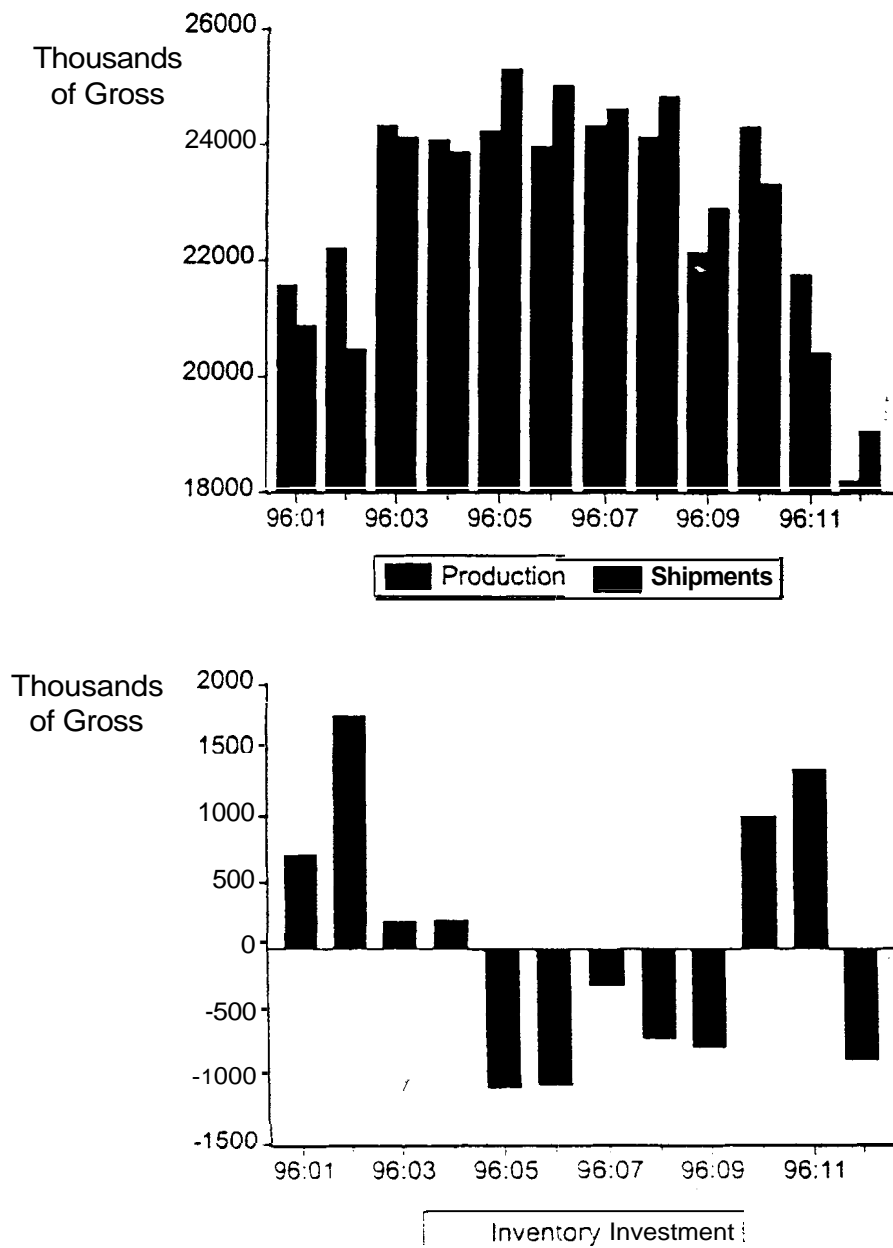 Thousands
of Gross
26000
24000
22000
20000
18000
96:01 96:03 96:05 96:07 96:09 96:11
Production Shipments
Thousands
of Gross
2000
1500
1000
500
0
-500
-1000
-1500
96:01 96:03 96:05 96:07 96:09 96:11
Inventory Investment